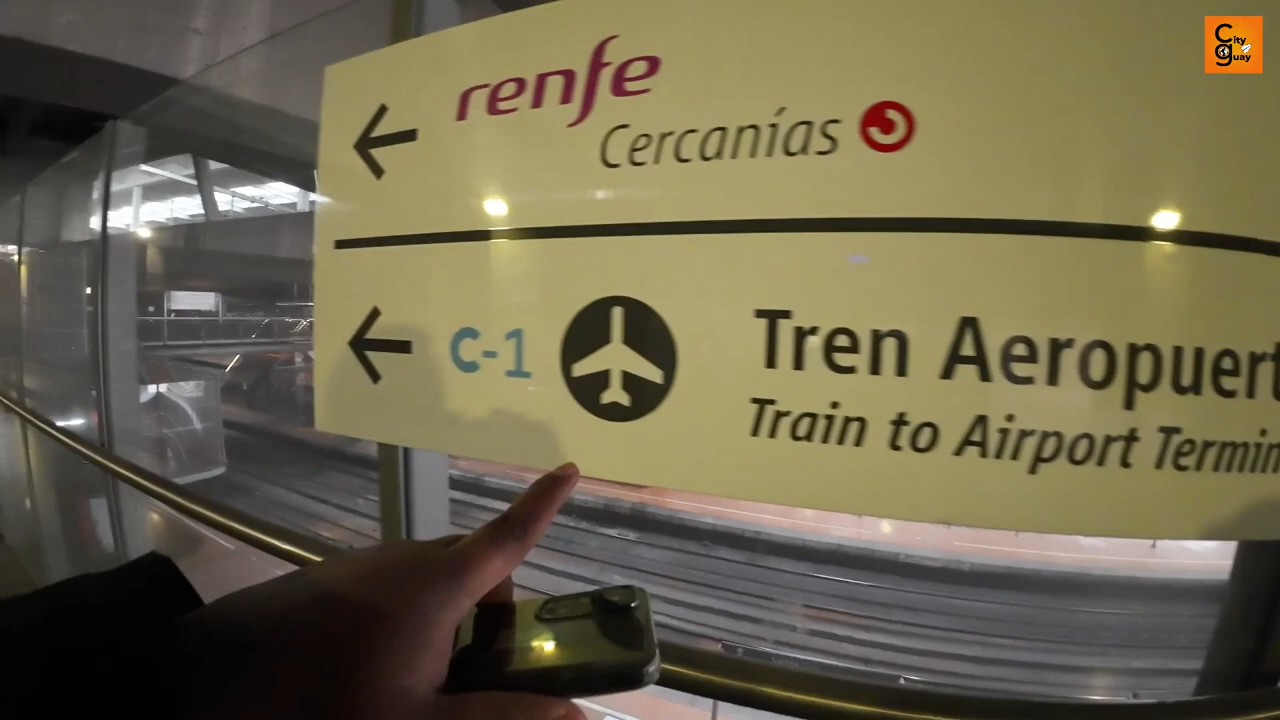 City
guay
renfe
Cercanías
C-1 Tren Aeropuert
Train to Airport Termin